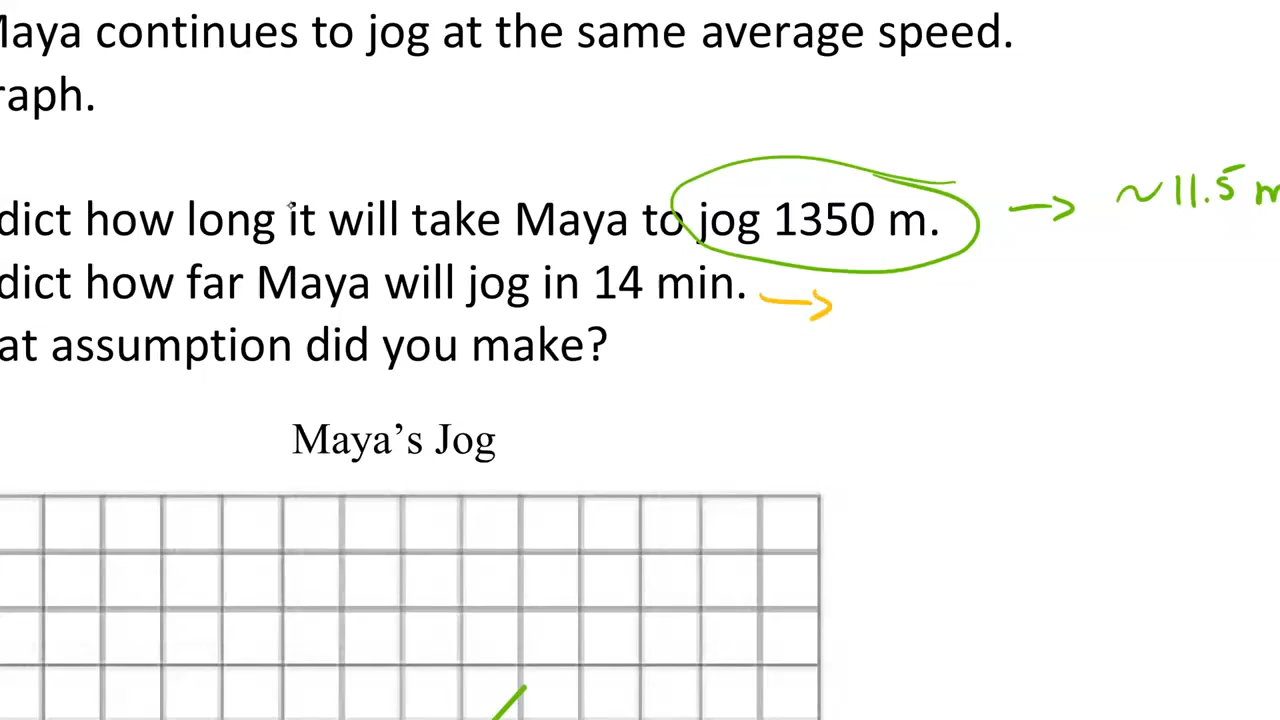 Maya continues to jog at the same average speed.
raph.
dict how long it will take Maya to jog 1350 m. → ~11.5 m
dict how far Maya will jog in 14 min. →
at assumption did you make?
Maya's Jog